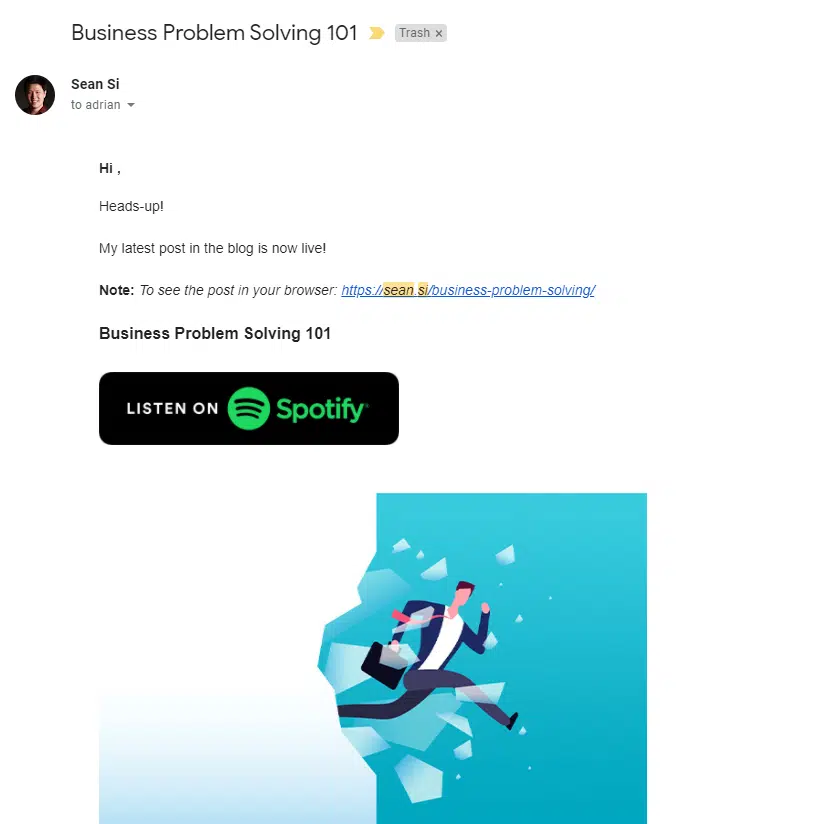 Business Problem Solving 101
Trash ×
Sean Si
to adrian
Hi ,
Heads-up!
My latest post in the blog is now live!
Note: To see the post in your browser: https://sean.si/business-problem-solving/
Business Problem Solving 101
LISTEN ON Spotify